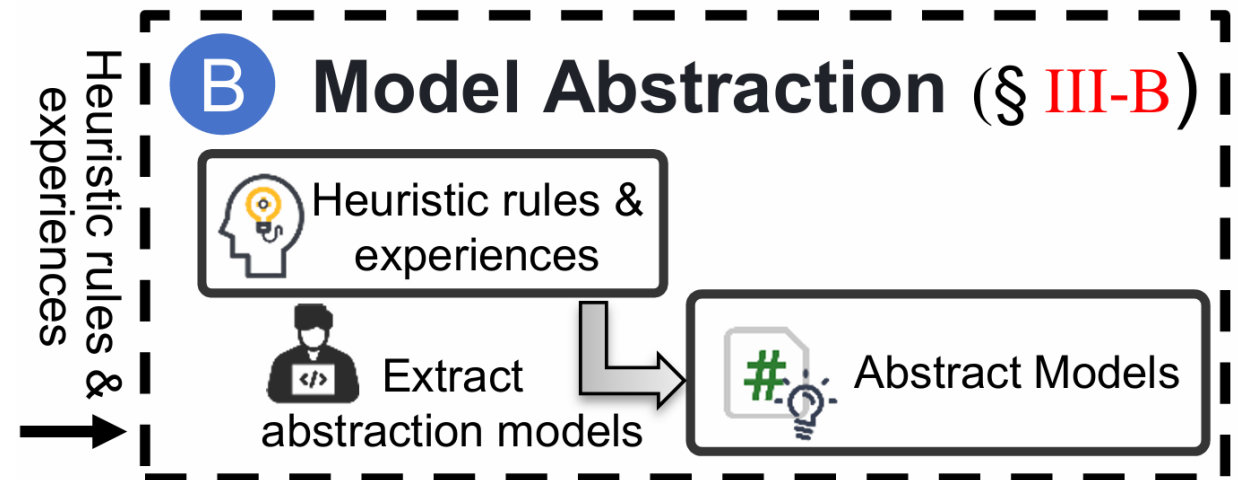 Heuristic rules &
experiences
B Model Abstraction (§ III-B)
Heuristic rules &
experiences
</>
Extract
abstraction models
#
Abstract Models